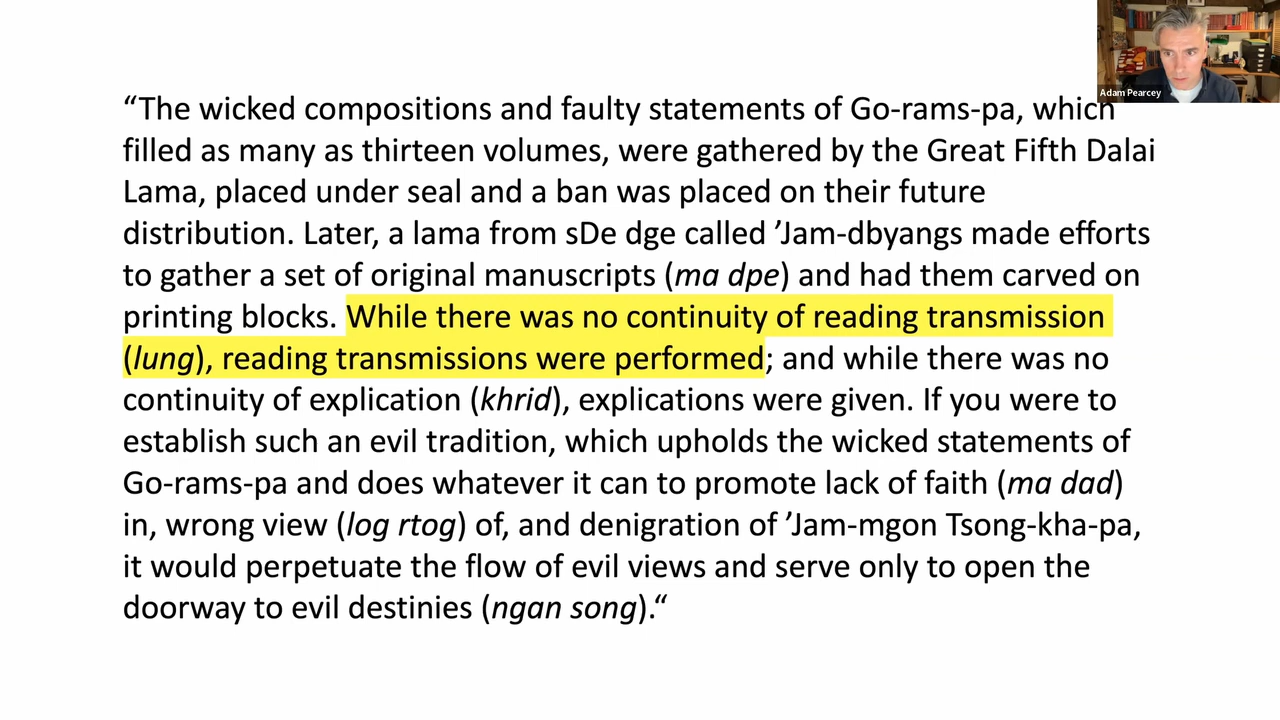 “The wicked compositions and faulty statements of Go-rams-pa, which
filled as many as thirteen volumes, were gathered by the Great Fifth Dalai
Lama, placed under seal and a ban was placed on their future
distribution. Later, a lama from sDe dge called ’Jam-dbyangs made efforts
to gather a set of original manuscripts (ma dpe) and had them carved on
printing blocks. While there was no continuity of reading transmission
(lung), reading transmissions were performed; and while there was no
continuity of explication (khrid), explications were given. If you were to
establish such an evil tradition, which upholds the wicked statements of
Go-rams-pa and does whatever it can to promote lack of faith (ma dad)
in, wrong view (log rtog) of, and denigration of ’Jam-mgon Tsong-kha-pa,
it would perpetuate the flow of evil views and serve only to open the
doorway to evil destinies (ngan song).“
Adam Pearcey